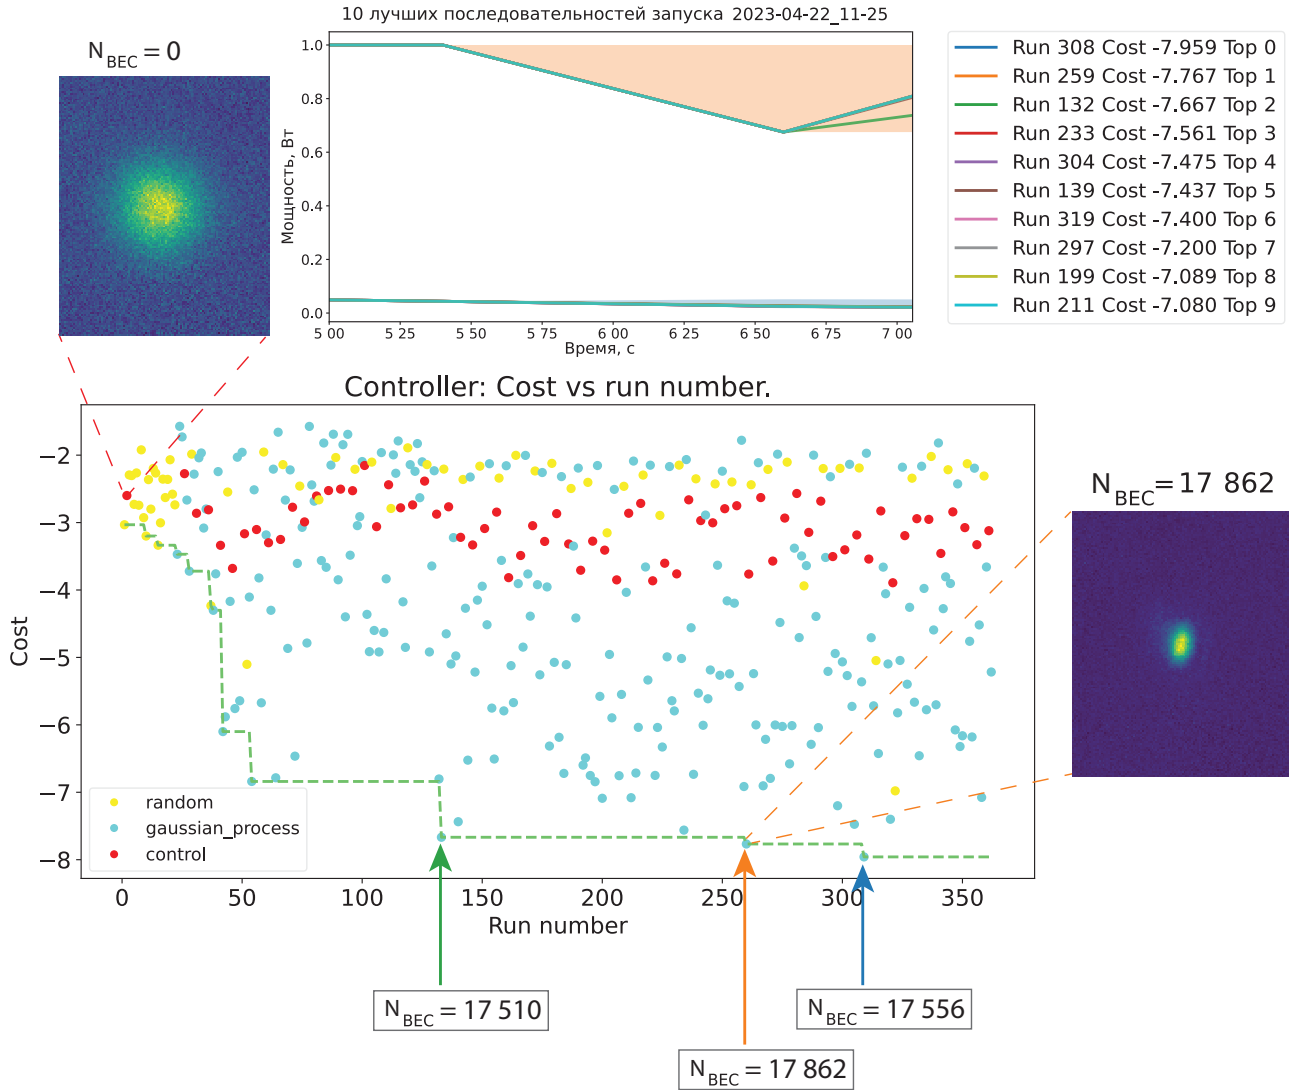 10 лучших последовательностей запуска 2023-04-22_11-25
N_BEC = 0
Мощность, Вт
1.0
0.8
0.6
0.4
0.2
0.0
5 00 5 25 5 50 5 75 6 00 6 25 6 50 6 75 7 00
Время, с
Run 308 Cost -7.959 Top 0
Run 259 Cost -7.767 Top 1
Run 132 Cost -7.667 Top 2
Run 233 Cost -7.561 Top 3
Run 304 Cost -7.475 Top 4
Run 139 Cost -7.437 Top 5
Run 319 Cost -7.400 Top 6
Run 297 Cost -7.200 Top 7
Run 199 Cost -7.089 Top 8
Run 211 Cost -7.080 Top 9
Controller: Cost vs run number.
Cost
−2
−3
−4
−5
−6
−7
−8
random
gaussian_process
control
0 50 100 150 200 250 300 350
Run number
N_BEC = 17 862
N_BEC = 17 510
N_BEC = 17 556
N_BEC = 17 862